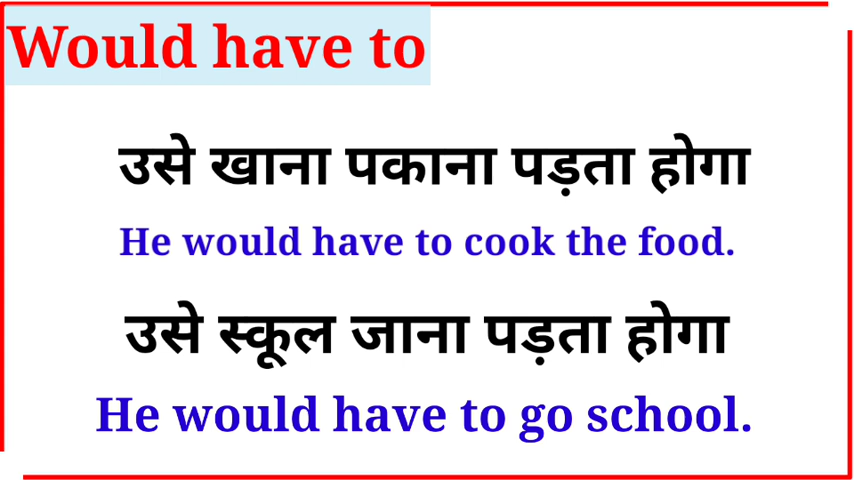 Would have to
उसे खाना पकाना पड़ता होगा
He would have to cook the food.
उसे स्कूल जाना पड़ता होगा
He would have to go school.